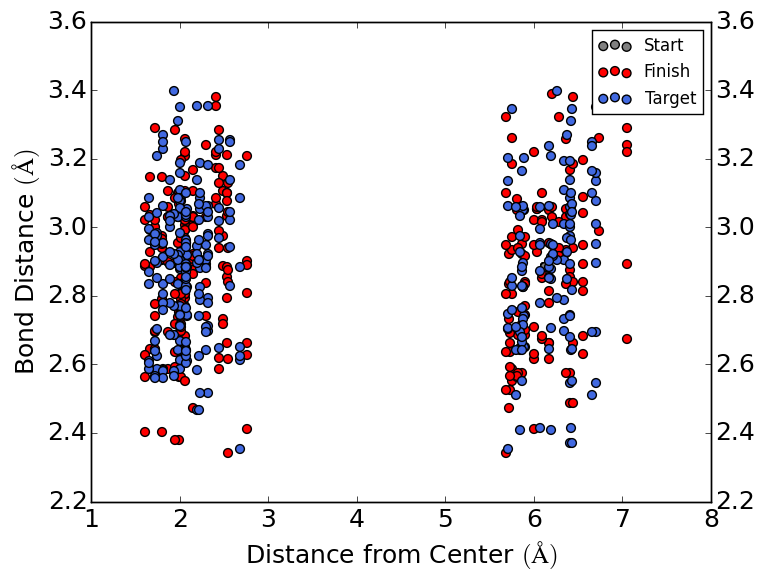 3.6
3.4
3.2
3.0
2.8
2.6
2.4
2.2
Bond Distance (Å)
Start
Finish
Target
3.6
3.4
3.2
3.0
2.8
2.6
2.4
2.2
1 2 3 4 5 6 7 8
Distance from Center (Å)